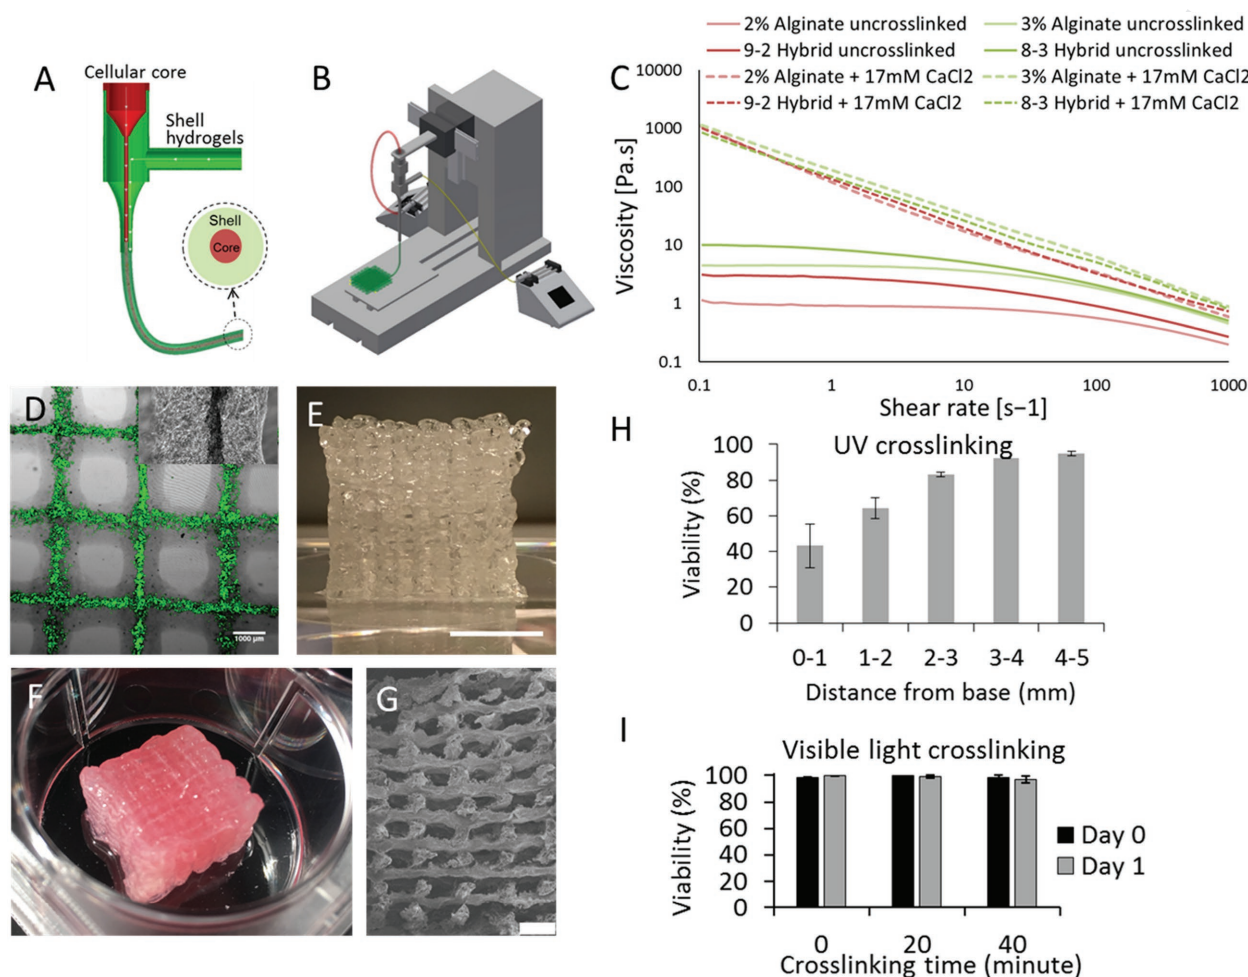 2% Alginate uncrosslinked
3% Alginate uncrosslinked
9-2 Hybrid uncrosslinked
8-3 Hybrid uncrosslinked
2% Alginate + 17mM CaCl2
3% Alginate + 17mM CaCl2
9-2 Hybrid + 17mM CaCl2
8-3 Hybrid + 17mM CaCl2
A
Cellular core
Shell
hydrogels
Shell
Core
B
C
Viscosity [Pa.s]
10000
1000
100
10
1
0.1
0.1
1
10
100
1000
Shear rate [s−1]
D
1000 µm
E
F
G
H
UV crosslinking
Viability (%)
100
80
60
40
20
0
0-1
1-2
2-3
3-4
4-5
Distance from base (mm)
I
Visible light crosslinking
Viability (%)
100
80
60
40
20
0
0
20
40
Crosslinking time (minute)
Day 0
Day 1